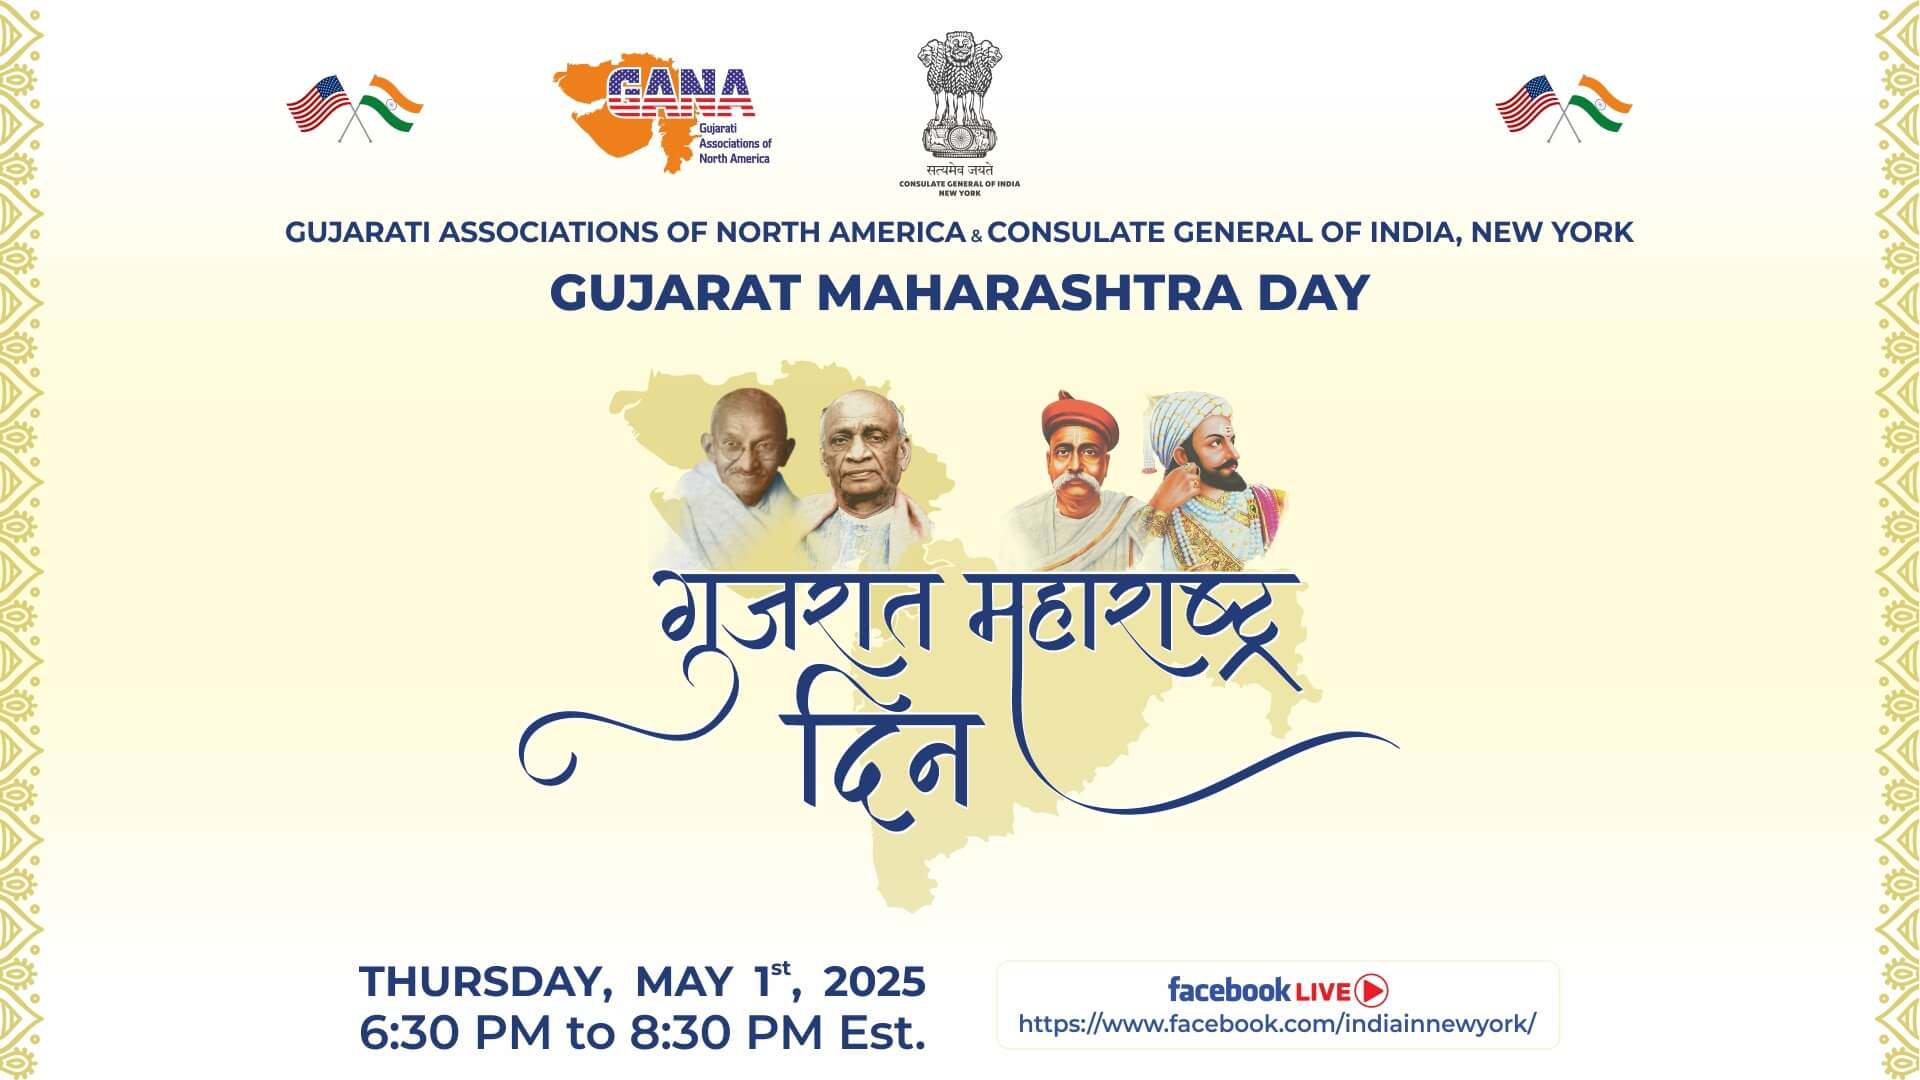 GANA
Gujarati
Associations of
North America
सत्यमेव जयते
CONSULATE GENERAL OF INDIA
NEW YORK
GUJARATI ASSOCIATIONS OF NORTH AMERICA & CONSULATE GENERAL OF INDIA, NEW YORK
GUJARAT MAHARASHTRA DAY
गुजरात महाराष्ट्र
दिन
THURSDAY, MAY 1st, 2025
6:30 PM to 8:30 PM Est.
facebook LIVE
https://www.facebook.com/indiainnewyork/